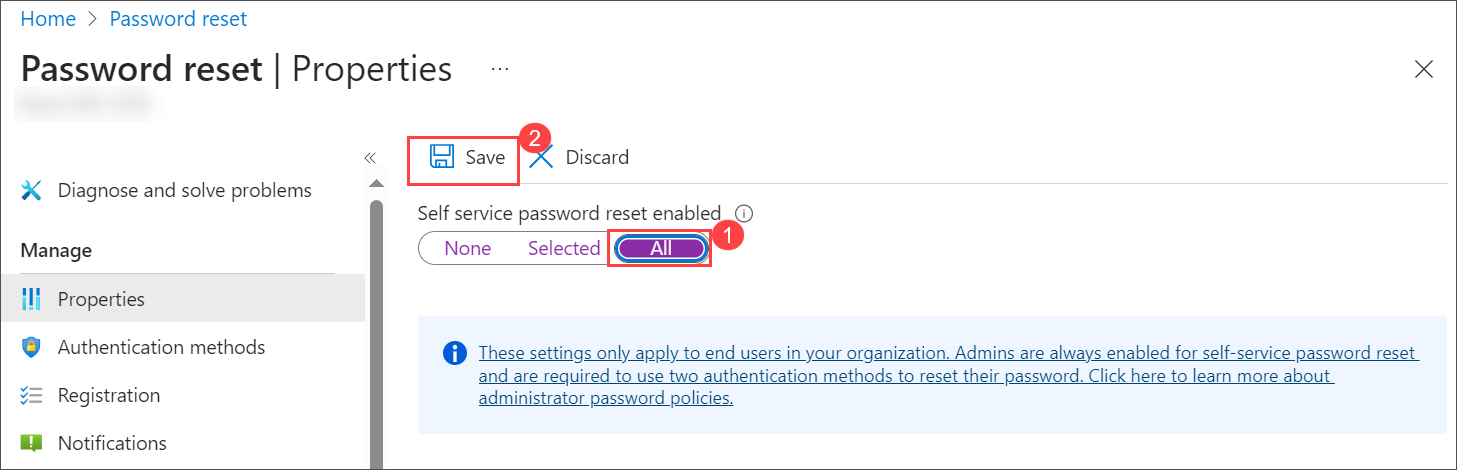 Home > Password reset
Password reset | Properties ...
Save 2 Discard
Diagnose and solve problems
Self service password reset enabled
1
None Selected All
Manage
Properties
Authentication methods
Registration
Notifications
These settings only apply to end users in your organization. Admins are always enabled for self-service password reset
and are required to use two authentication methods to reset their password. Click here to learn more about
administrator password policies.